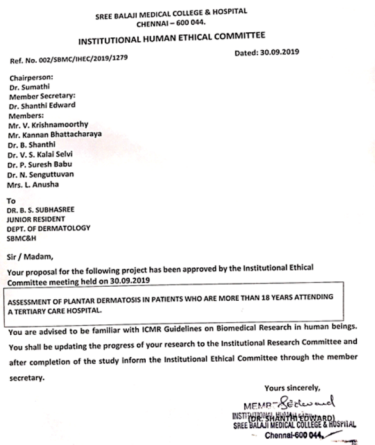 SREE BALAJI MEDICAL COLLEGE & HOSPITAL
CHENNAI – 600 044.
INSTITUTIONAL HUMAN ETHICAL COMMITTEE
Ref. No. 002/SBMC/IHEC/2019/1279
Dated: 30.09.2019
Chairperson:
Dr. Sumathi
Member Secretary:
Dr. Shanthi Edward
Members:
Mr. V. Krishnamoorthy
Mr. Kannan Bhattacharaya
Dr. B. Shanthi
Dr. V. S. Kalai Selvi
Dr. P. Suresh Babu
Dr. N. Senguttuvan
Mrs. L. Anusha
To
DR. B. S. SUBHASREE
JUNIOR RESIDENT
DEPT. OF DERMATOLOGY
SBMC&H
Sir / Madam,
Your proposal for the following project has been approved by the Institutional Ethical
Committee meeting held on 30.09.2019
ASSESSMENT OF PLANTAR DERMATOSIS IN PATIENTS WHO ARE MORE THAN 18 YEARS ATTENDING
A TERTIARY CARE HOSPITAL.
You are advised to be familiar with ICMR Guidelines on Biomedical Research in human beings.
You shall be updating the progress of your research to the Institutional Research Committee and
after completion of the study inform the Institutional Ethical Committee through the member
secretary.
Yours sincerely,
(DR. SHANTHI EDWARD)
SREE BALAJI MEDICAL COLLEGE & HOSPITAL
Chennai-600 044.